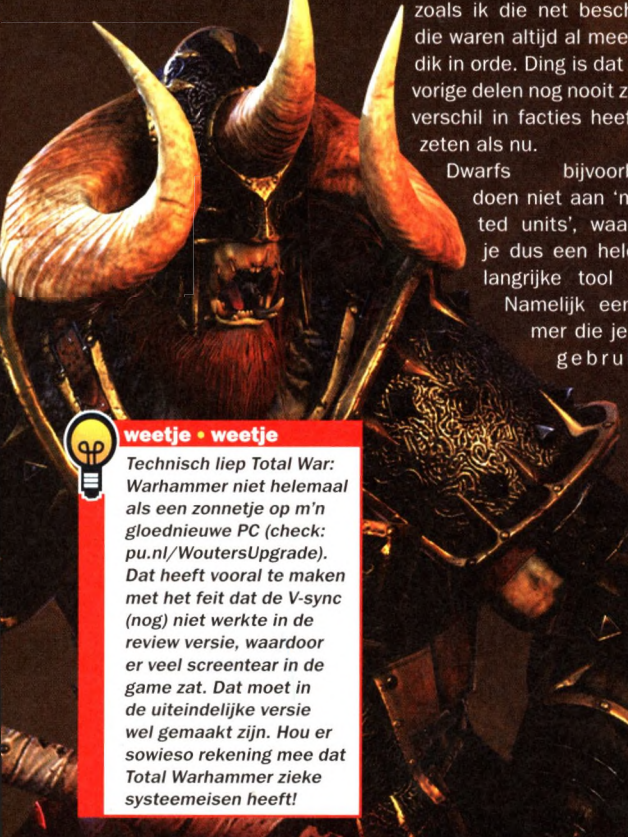 zoals ik die net besch
die waren altijd al mee
dik in orde. Ding is dat
vorige delen nog nooit z
verschil in facties heef
zeten als nu.
Dwarfs bijvoorl
doen niet aan 'm
ted units', waa
je dus een hele
langrijke tool
Namelijk een
mer die je
gebru
weetje • weetje
Technisch liep Total War:
Warhammer niet helemaal
als een zonnetje op m'n
gloednieuwe PC (check:
pu.nl/WoutersUpgrade).
Dat heeft vooral te maken
met het feit dat de V-sync
(nog) niet werkte in de
review versie, waardoor
er veel screentear in de
game zat. Dat moet in
de uiteindelijke versie
wel gemaakt zijn. Hou er
sowieso rekening mee dat
Total Warhammer zieke
systeemeisen heeft!